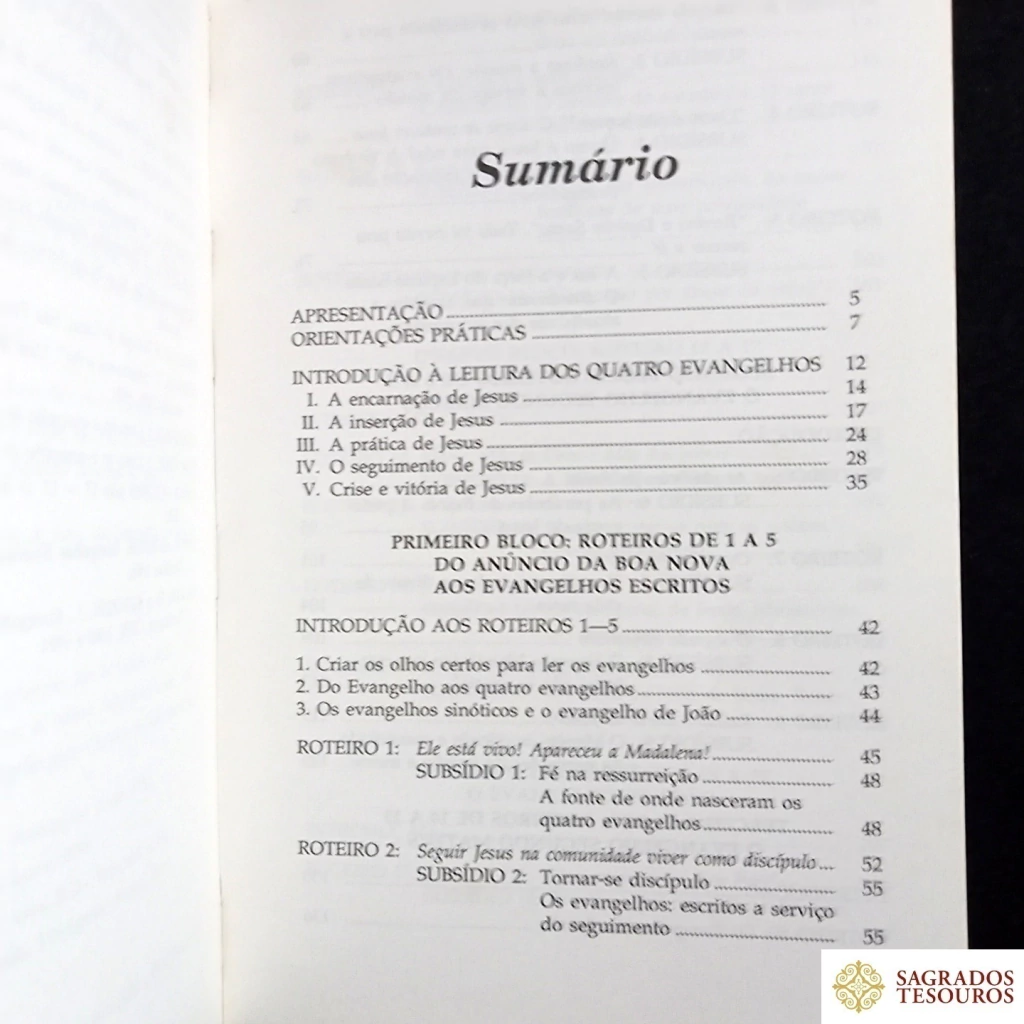 Sumário
APRESENTAÇÃO ........ 5
ORIENTAÇÕES PRÁTICAS ........ 7
INTRODUÇÃO À LEITURA DOS QUATRO EVANGELHOS 12
I. A encarnação de Jesus ........ 14
II. A inserção de Jesus ........ 17
III. A prática de Jesus ........ 24
IV. O seguimento de Jesus ........ 28
V. Crise e vitória de Jesus ........ 35
PRIMEIRO BLOCO: ROTEIROS DE 1 A 5
DO ANÚNCIO DA BOA NOVA
AOS EVANGELHOS ESCRITOS
INTRODUÇÃO AOS ROTEIROS 1—5 ........ 42
1. Criar os olhos certos para ler os evangelhos ........ 42
2. Do Evangelho aos quatro evangelhos ........ 43
3. Os evangelhos sinóticos e o evangelho de João ........ 44
ROTEIRO 1: Ele está vivo! Apareceu a Madalena! ........ 45
SUBSÍDIO 1: Fé na ressurreição ........ 48
A fonte de onde nasceram os
quatro evangelhos ........ 48
ROTEIRO 2: Seguir Jesus na comunidade viver como discípulo ... 52
SUBSÍDIO 2: Tornar-se discípulo ........ 55
Os evangelhos: escritos a serviço
do seguimento ........ 55
SAGRADOS
TESOUROS